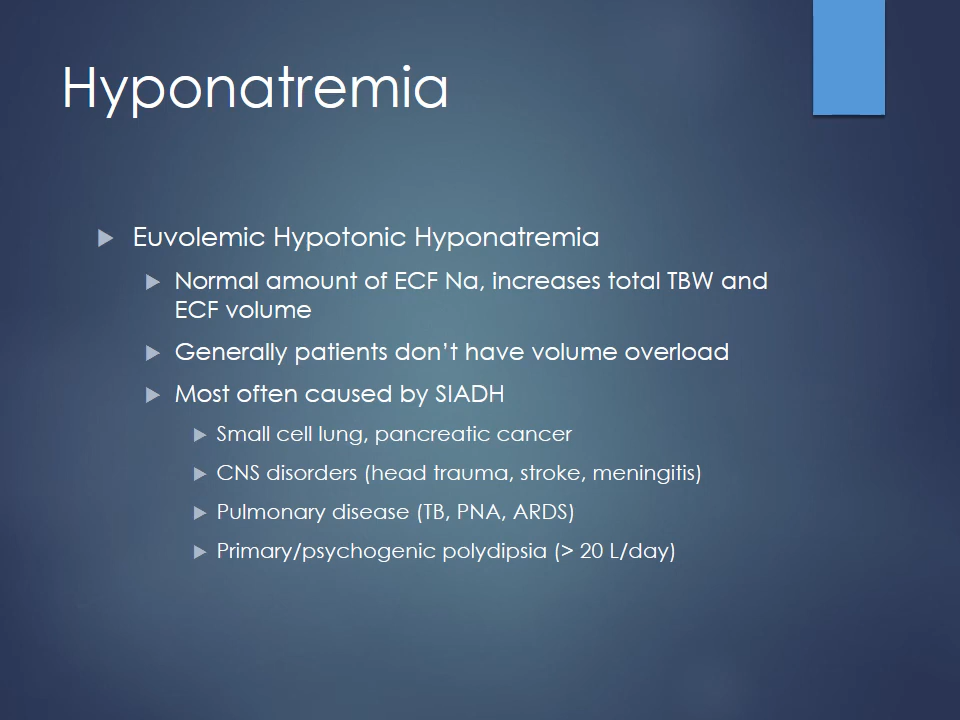 Hyponatremia
Euvolemic Hypotonic Hyponatremia
Normal amount of ECF Na, increases total TBW and
ECF volume
Generally patients don't have volume overload
Most often caused by SIADH
Small cell lung, pancreatic cancer
CNS disorders (head trauma, stroke, meningitis)
Pulmonary disease (TB, PNA, ARDS)
Primary/psychogenic polydipsia (> 20 L/day)